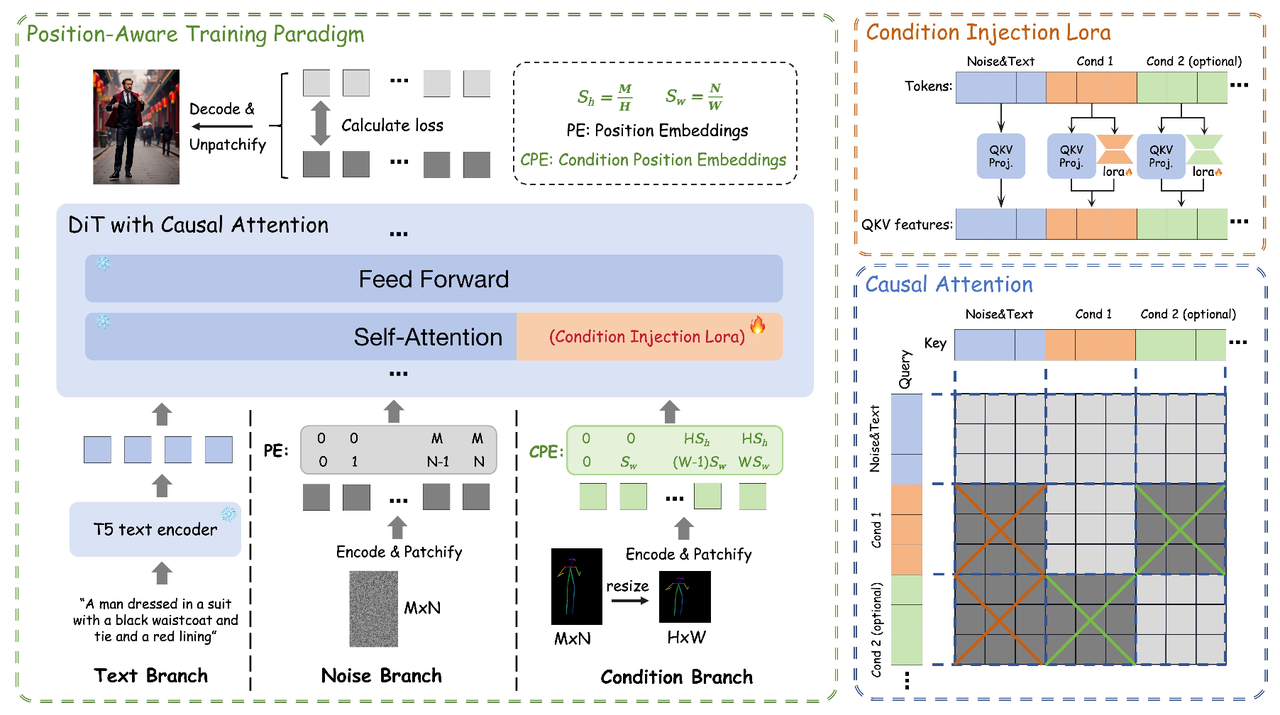 Position-Aware Training Paradigm
Decode &
Unpatchify
...
Calculate loss
...
S_h = M/H   S_w = N/W
PE: Position Embeddings
CPE: Condition Position Embeddings
DiT with Causal Attention
...
Feed Forward
Self-Attention (Condition Injection Lora)
...
T5 text encoder
“A man dressed in a suit
with a black waistcoat and
tie and a red lining”
Text Branch
PE:
0 0 M M
0 1 N-1 N
...
Encode & Patchify
MxN
Noise Branch
CPE:
0 0 HS_h HS_h
0 S_w (W-1)S_w WS_w
...
Encode & Patchify
resize
MxN
HxW
Condition Branch
Condition Injection Lora
Noise&Text Cond 1 Cond 2 (optional)
Tokens: ...
QKV
Proj.
QKV
Proj.
lora
QKV
Proj.
lora
QKV features: ...
Causal Attention
Noise&Text Cond 1 Cond 2 (optional)
Key ...
Query
Noise&Text
Cond 1
Cond 2 (optional)
...